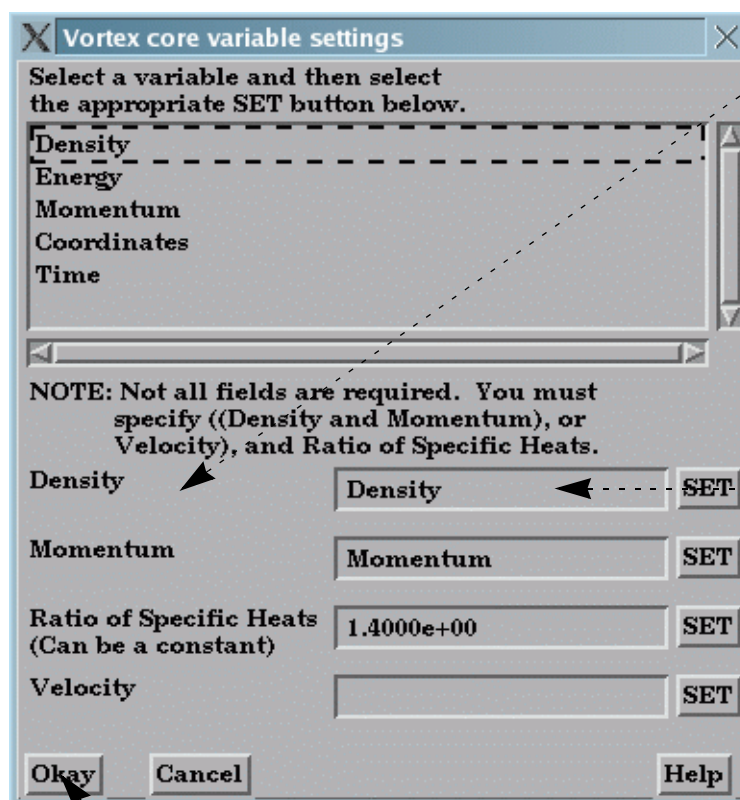 Vortex core variable settings
Select a variable and then select
the appropriate SET button below.
Density
Energy
Momentum
Coordinates
Time
NOTE: Not all fields are required. You must
specify ((Density and Momentum), or
Velocity), and Ratio of Specific Heats.
Density Density SET
Momentum Momentum SET
Ratio of Specific Heats
(Can be a constant) 1.4000e+00 SET
Velocity SET
Okay Cancel Help